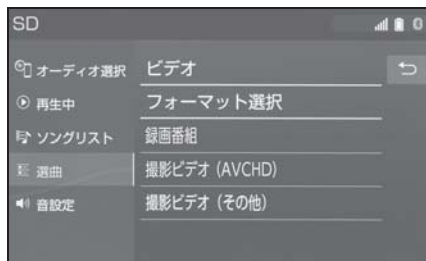 SD
0
オーディオ選択
再生中
ソングリスト
選曲
音設定
ビデオ
フォーマット選択
録画番組
撮影ビデオ (AVCHD)
撮影ビデオ (その他)